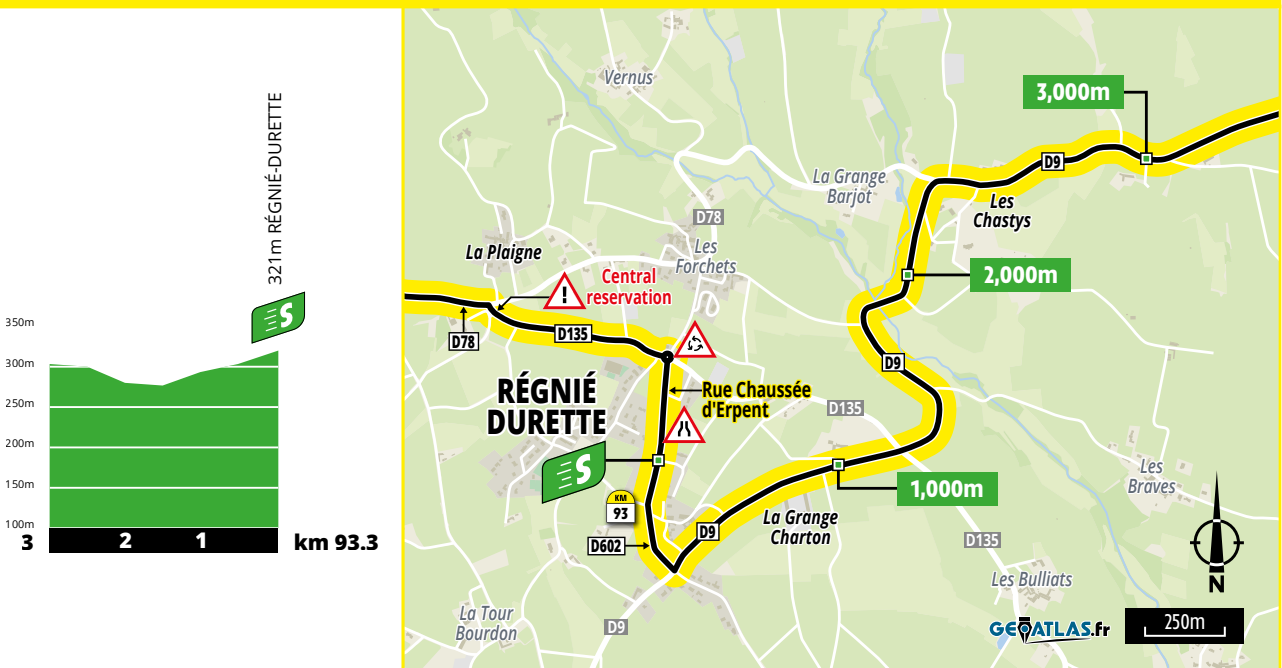 321m RÉGNIÉ-DURETTE
S
350m
300m
250m
200m
150m
100m
3 2 1 km 93.3
Vernus
3,000m
D9
La Grange
Barjot
Les
Chastys
D78
Les
Forchets
La Plaigne
2,000m
!
Central
reservation
D78
D135
D9
RÉGNIÉ
DURETTE
Rue Chaussée
d'Erpent
D135
S
KM
93
1,000m
Les
Braves
D602
D9
La Grange
Charton
D135
La Tour
Bourdon
D9
Les Bulliats
N
GEOATLAS.fr
250m